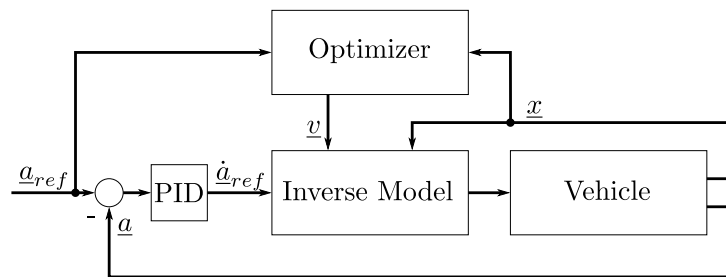 Optimizer
v
x
a_ref
ȧ_ref
PID
Inverse Model
Vehicle
-
a